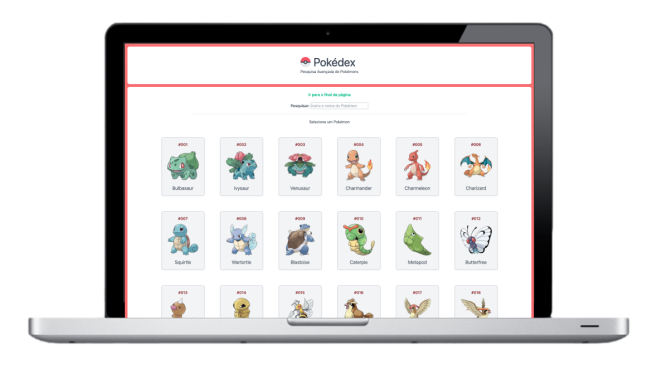 Pokédex
Pesquisa Avançada de Pokémons
Ir para o final da página
Pesquisar: Digite o nome do Pokémon
Selecione um Pokémon
#001 #002 #003 #004 #005 #006
Bulbasaur Ivysaur Venusaur Charmander Charmeleon Charizard
#007 #008 #009 #010 #011 #012
Squirtle Wartortle Blastoise Caterpie Metapod Butterfree
#013 #014 #015 #016 #017 #018